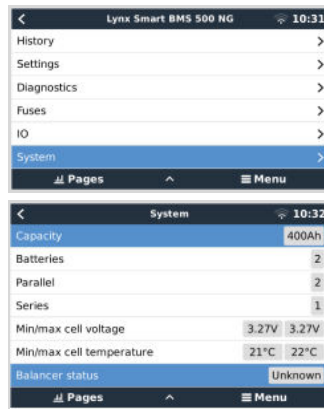 Lynx Smart BMS 500 NG 10:31
History
Settings
Diagnostics
Fuses
IO
System
Pages Menu
System 10:32
Capacity 400Ah
Batteries 2
Parallel 2
Series 1
Min/max cell voltage 3.27V 3.27V
Min/max cell temperature 21°C 22°C
Balancer status Unknown
Pages Menu